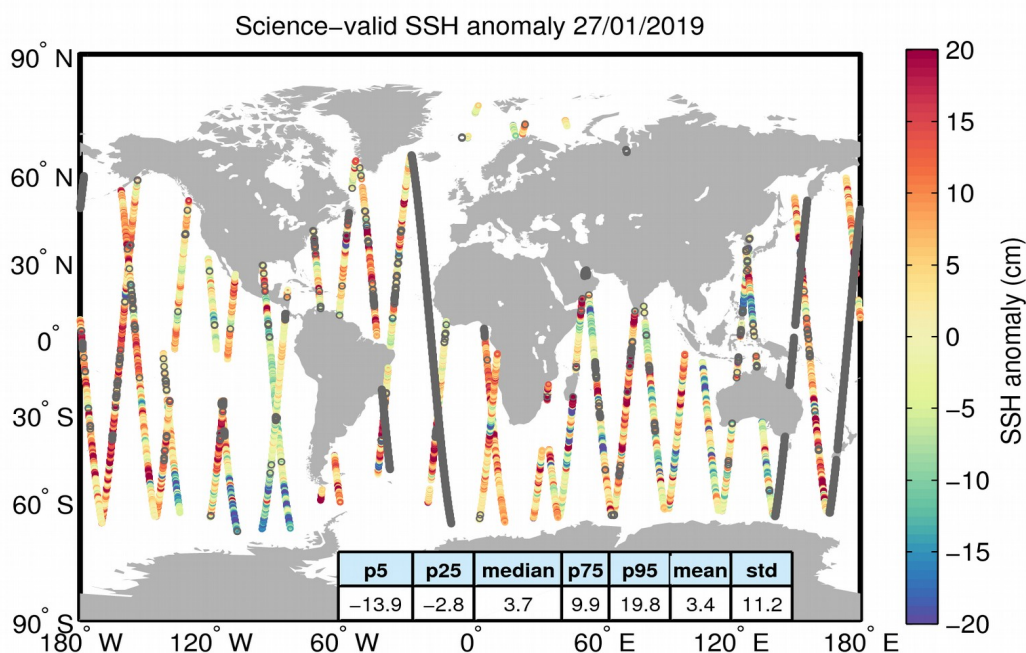 Science−valid SSH anomaly 27/01/2019
90° N
60° N
30° N
0°
30° S
60° S
90° S
180° W
120° W
60° W
0°
60° E
120° E
180° E
p5 p25 median p75 p95 mean std
−13.9 −2.8 3.7 9.9 19.8 3.4 11.2
20
15
10
5
0
−5
−10
−15
−20
SSH anomaly (cm)